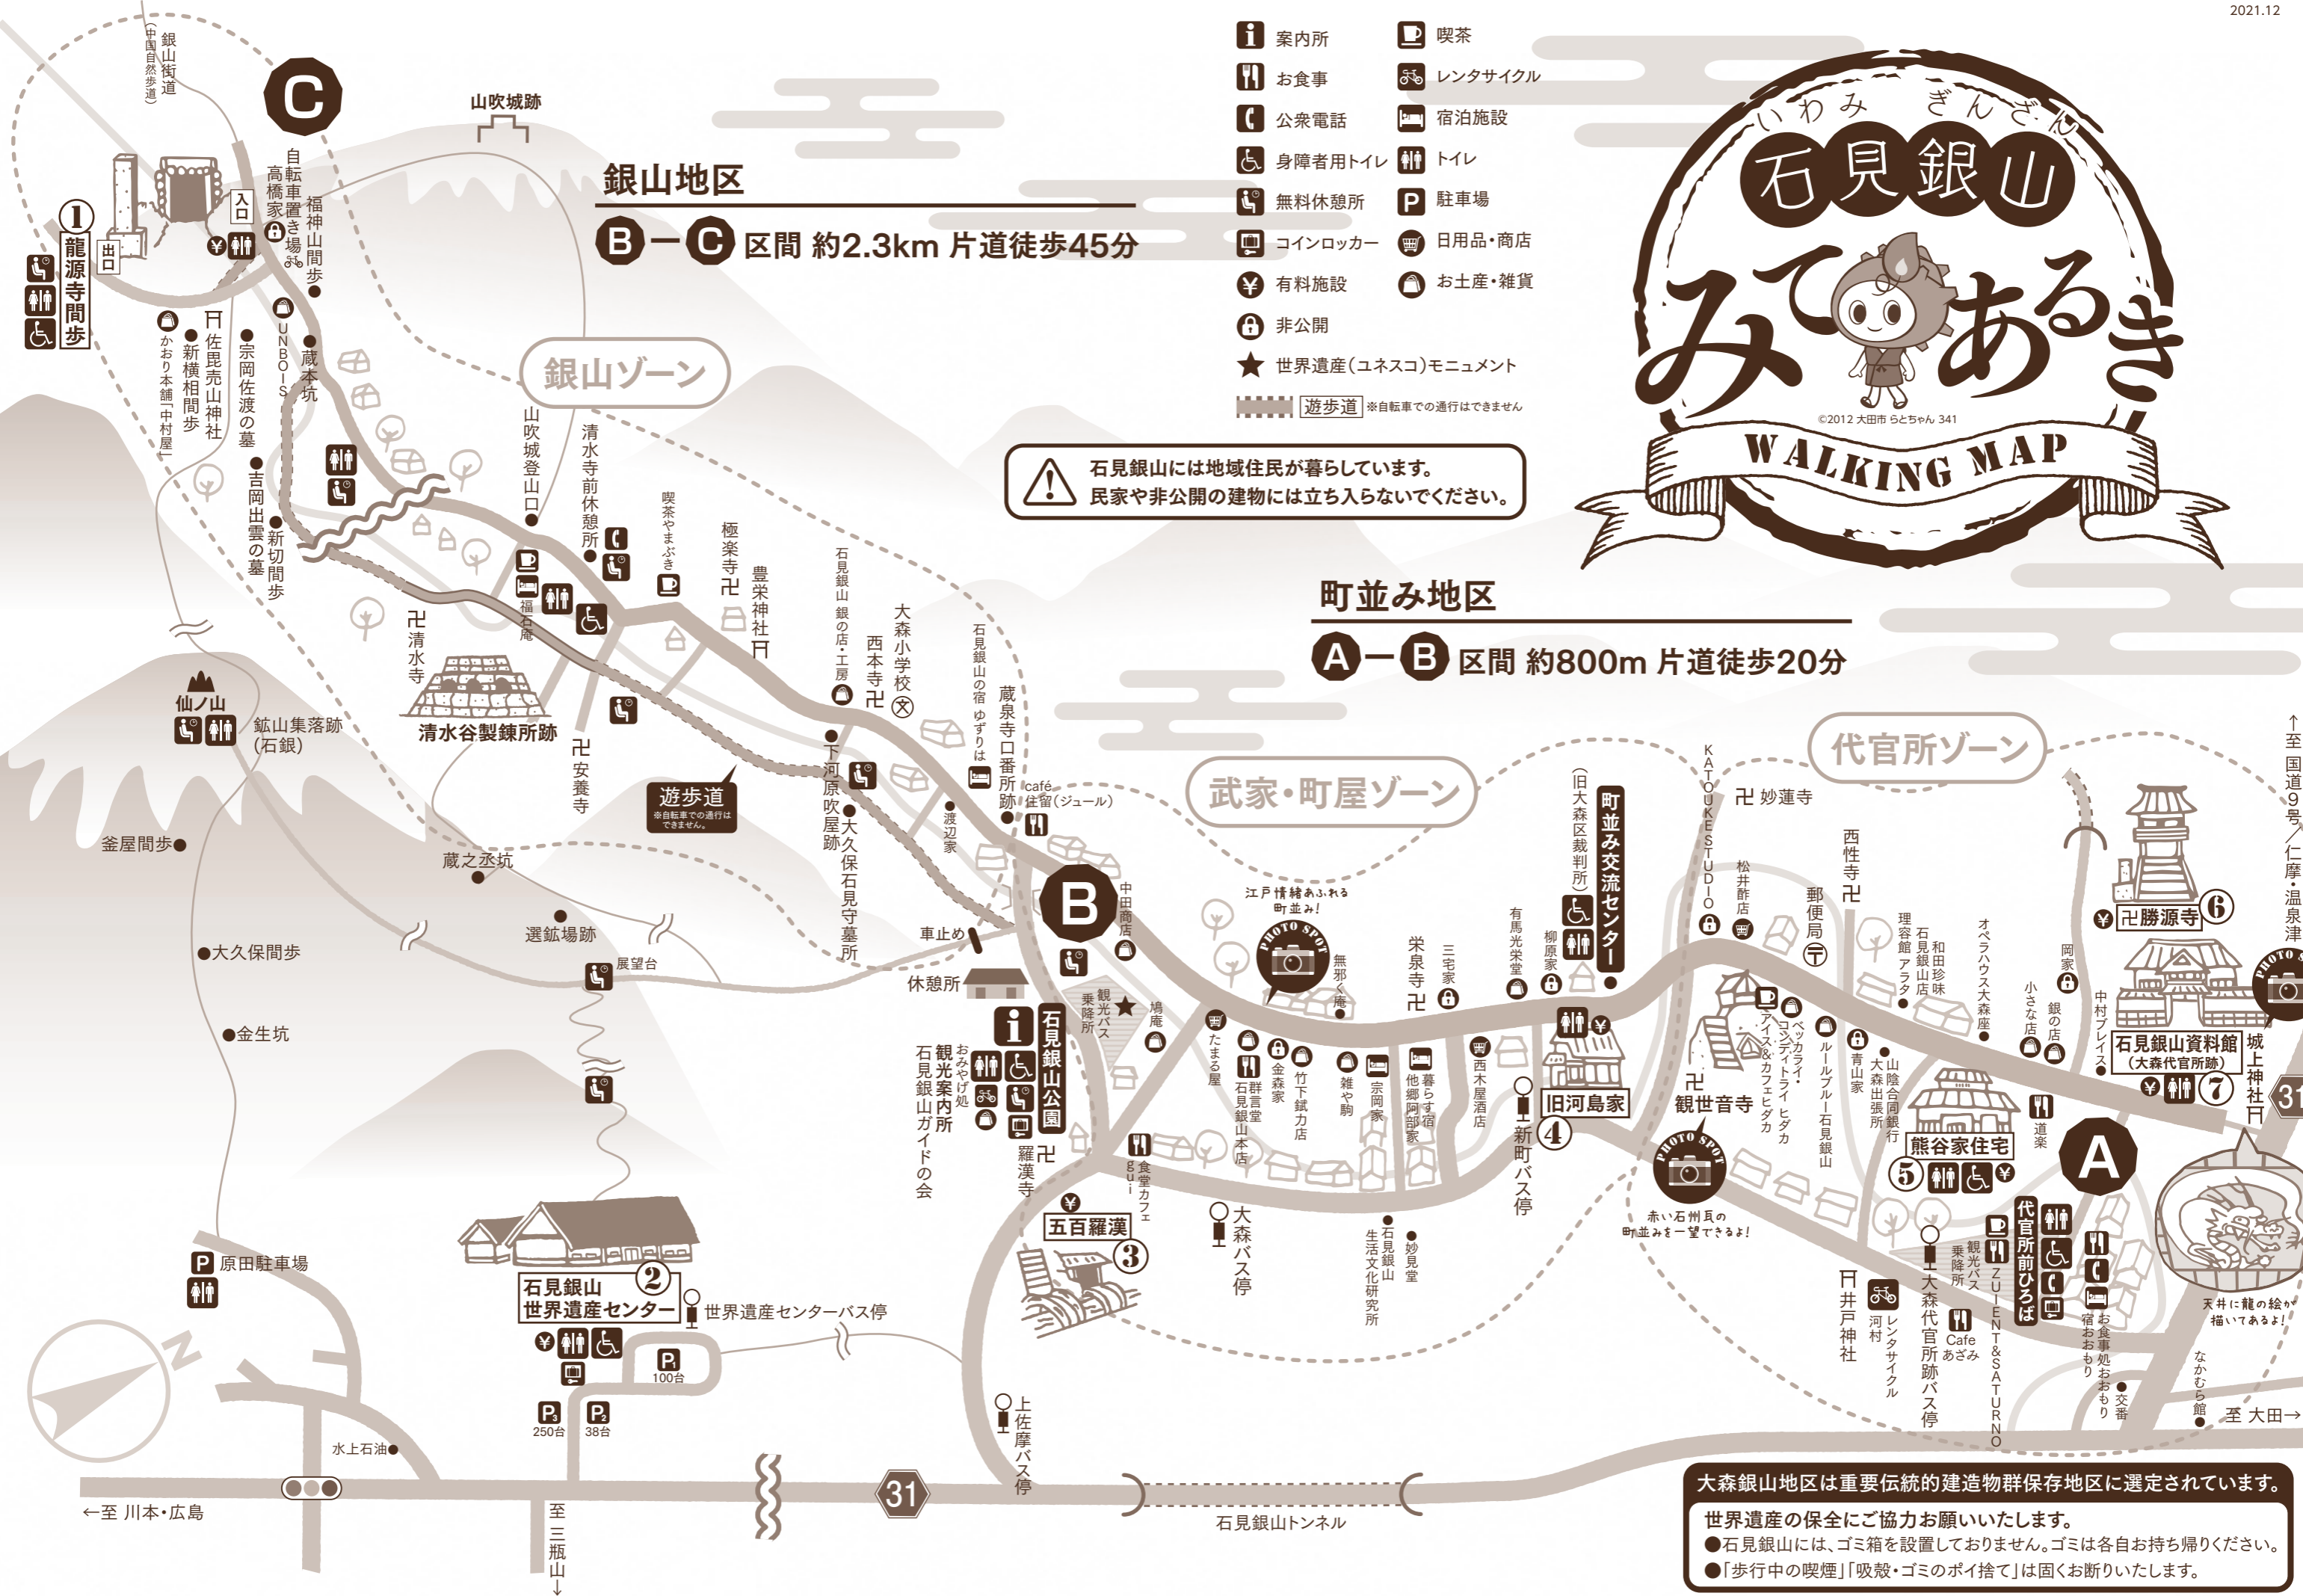 2021.12
いわみ ぎんざん
石見銀山
みてあるき
©2012 大田市 らとちゃん 341
WALKING MAP
案内所
お食事
公衆電話
身障者用トイレ
無料休憩所
コインロッカー
有料施設
非公開
世界遺産(ユネスコ)モニュメント
遊歩道 ※自転車での通行はできません
喫茶
レンタサイクル
宿泊施設
トイレ
P 駐車場
日用品・商店
お土産・雑貨
石見銀山には地域住民が暮らしています。
民家や非公開の建物には立ち入らないでください。
銀山地区
B ー C 区間 約2.3km 片道徒歩45分
町並み地区
A ー B 区間 約800m 片道徒歩20分
銀山ゾーン
武家・町屋ゾーン
代官所ゾーン
C
銀山街道
(中国自然歩道)
山吹城跡
① 龍源寺間歩
出口
入口
高橋家
自転車置き場
福神山間歩
かおり本舗「中村屋」
新横相間歩
佐毘売山神社
宗岡佐渡の墓
UNBOIS
蔵本坑
吉岡出雲の墓
新切間歩
山吹城登山口
清水寺前休憩所
喫茶やまぶき
極楽寺
豊栄神社
福石庵
清水寺
清水谷製錬所跡
安養寺
石見銀山 銀の店・工房
西本寺
大森小学校
文
石見銀山の宿 ゆずりは
蔵泉寺口番所跡
café
住留(ジュール)
渡辺家
下河原吹屋跡
大久保石見守墓所
遊歩道
※自転車での通行は
できません。
仙ノ山
鉱山集落跡
(石銀)
釜屋間歩
大久保間歩
金生坑
蔵之丞坑
選鉱場跡
展望台
車止め
休憩所
B
中田商店
観光バス
乗降所
鳩庵
石見銀山公園
おみやげ処
観光案内所
石見銀山ガイドの会
羅漢寺
五百羅漢
③
食堂カフェ
gui
江戸情緒あふれる
町並み!
PHOTO SPOT
無邪く庵
たまる屋
群言堂
石見銀山本店
金森家
竹下錻力店
雑や駒
宗岡家
栄泉寺
三宅家
暮らす宿
他郷阿部家
西木屋酒店
有馬光栄堂
柳原家
町並み交流センター
(旧大森区裁判所)
旧河島家
④
新町バス停
大森バス停
石見銀山
生活文化研究所
妙見堂
KATOUKESTUDIO
妙蓮寺
松井酢店
郵便局
西性寺
観世音寺
PHOTO SPOT
赤い石州瓦の
町並みを一望できるよ!
アイス&カフェヒダカ
ベッカライ・
コンディトライ ヒダカ
ルールブルー石見銀山
青山家
山陰合同銀行
大森出張所
理容館 アラタ
和田珍味
石見銀山店
オペラハウス大森座
小さな店
銀の店
岡家
中村ブレイス
道楽
熊谷家住宅
⑤
A
勝源寺
⑥
石見銀山資料館
(大森代官所跡)
⑦
城上神社
PHOTO S
31
↑至 国道9号/仁摩・温泉津
天井に龍の絵が
描いてあるよ!
代官所前ひろば
ZUIENT&SATURNO
観光バス
乗降所
井戸神社
レンタサイクル
河村
大森代官所跡バス停
Cafe
あざみ
お食事処おおもり
宿おおもり
交番
なかむら館
至 大田→
P 原田駐車場
石見銀山
世界遺産センター
②
世界遺産センターバス停
P1
100台
P3
250台
P2
38台
N
水上石油
←至 川本・広島
至 三瓶山→
31
上佐摩バス停
石見銀山トンネル
大森銀山地区は重要伝統的建造物群保存地区に選定されています。
世界遺産の保全にご協力お願いいたします。
●石見銀山には、ゴミ箱を設置しておりません。ゴミは各自お持ち帰りください。
●「歩行中の喫煙」「吸殻・ゴミのポイ捨て」は固くお断りいたします。